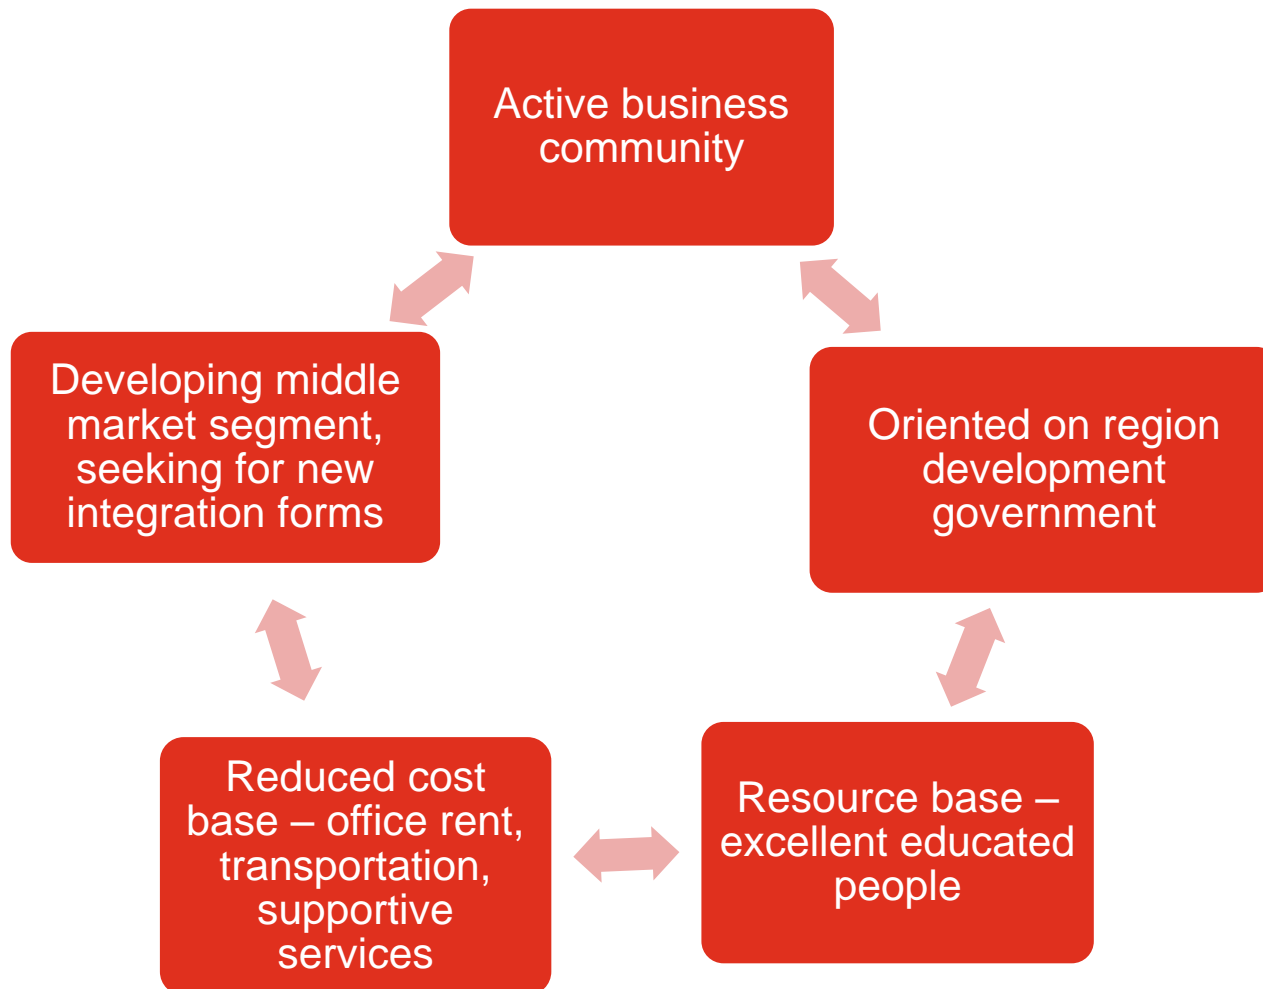 Active business
community
Developing middle
market segment,
seeking for new
integration forms
Oriented on region
development
government
Reduced cost
base – office rent,
transportation,
supportive
services
Resource base –
excellent educated
people